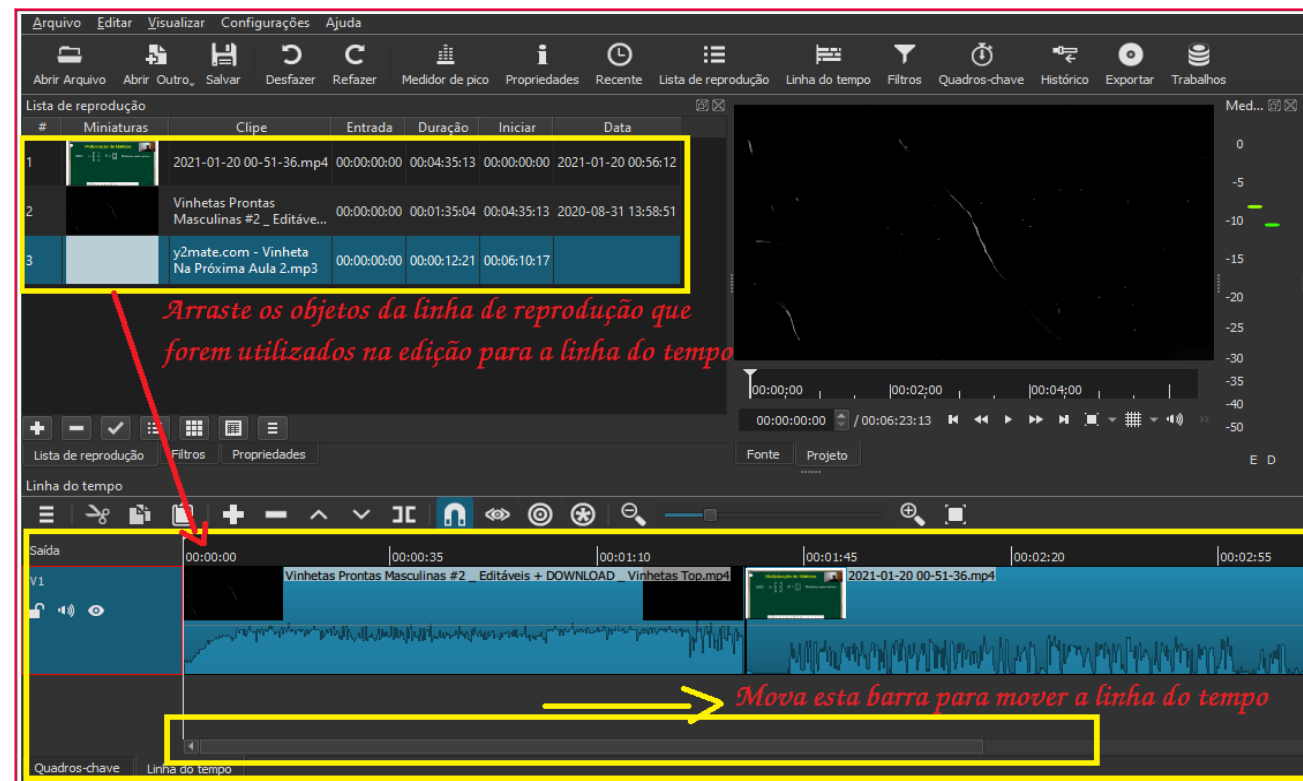 Arquivo Editar Visualizar Configurações Ajuda
Abrir Arquivo Abrir Outro... Salvar Desfazer Refazer Medidor de pico Propriedades Recente Lista de reprodução Linha do tempo Filtros Quadros-chave Histórico Exportar Trabalhos
Lista de reprodução
Med...
# Miniaturas Clipe Entrada Duração Iniciar Data
1 2021-01-20 00-51-36.mp4 00:00:00:00 00:04:35:13 00:00:00:00 2021-01-20 00:56:12
2 Vinhetas Prontas
Masculinas #2 _ Editáve... 00:00:00:00 00:01:35:04 00:04:35:13 2020-08-31 13:58:51
3 y2mate.com - Vinheta
Na Próxima Aula 2.mp3 00:00:00:00 00:00:12:21 00:06:10:17
Arraste os objetos da linha de reprodução que
forem utilizados na edição para a linha do tempo
0
-5
-10
-15
-20
-25
-30
-35
-40
-50
E D
00:00;00 00:02;00 00:04;00
00:00:00:00 / 00:06:23:13
Lista de reprodução Filtros Propriedades
Fonte Projeto
Linha do tempo
Saída
00:00:00 00:00:35 00:01:10 00:01:45 00:02:20 00:02:55
V1
Vinhetas Prontas Masculinas #2 _ Editáveis + DOWNLOAD _ Vinhetas Top.mp4
2021-01-20 00-51-36.mp4
Mova esta barra para mover a linha do tempo
Quadros-chave Linha do tempo